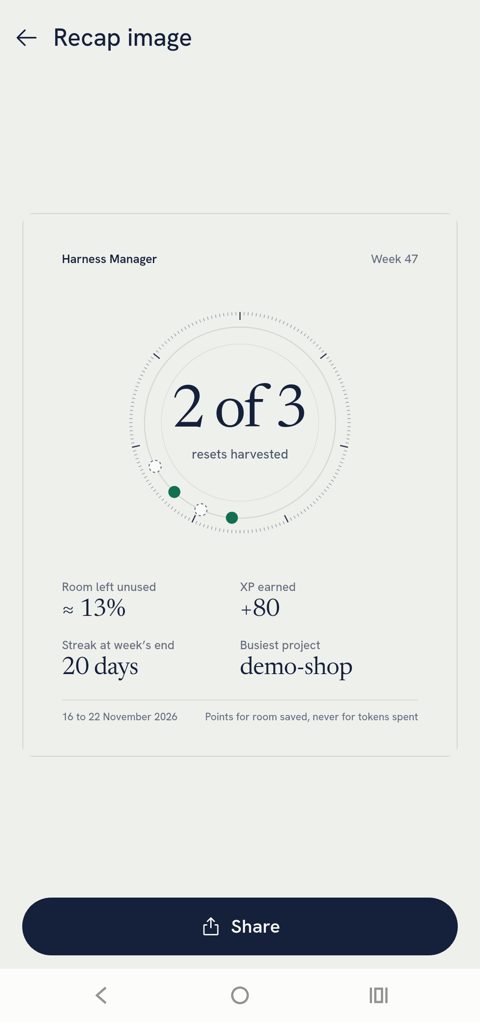 Recap image
Harness Manager
Week 47
2 of 3
resets harvested
Room left unused
XP earned
≈ 13%
+80
Streak at week’s end
Busiest project
20 days
demo-shop
16 to 22 November 2026
Points for room saved, never for tokens spent
Share